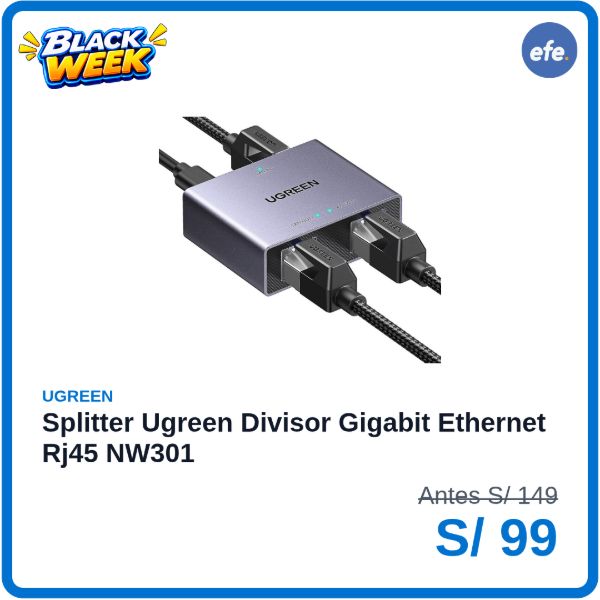 BLACK
WEEK
efe.
UGREEN
UGREEN
Splitter Ugreen Divisor Gigabit Ethernet
Rj45 NW301
Antes S/ 149
S/ 99